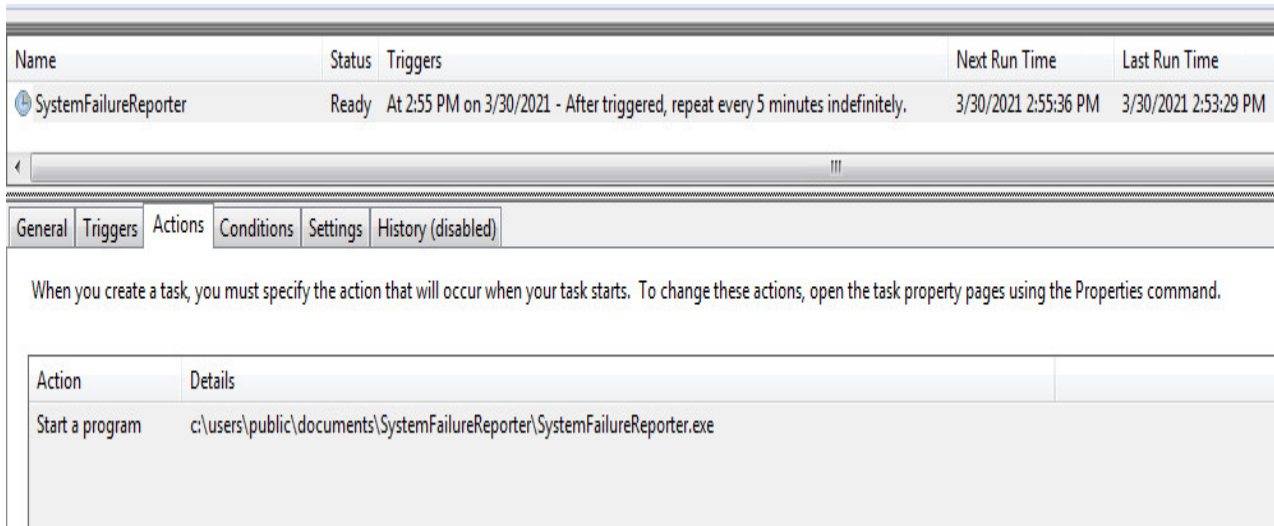 Name Status Triggers Next Run Time Last Run Time
SystemFailureReporter Ready At 2:55 PM on 3/30/2021 - After triggered, repeat every 5 minutes indefinitely. 3/30/2021 2:55:36 PM 3/30/2021 2:53:29 PM
General Triggers Actions Conditions Settings History (disabled)
When you create a task, you must specify the action that will occur when your task starts. To change these actions, open the task property pages using the Properties command.
Action Details
Start a program c:\users\public\documents\SystemFailureReporter\SystemFailureReporter.exe